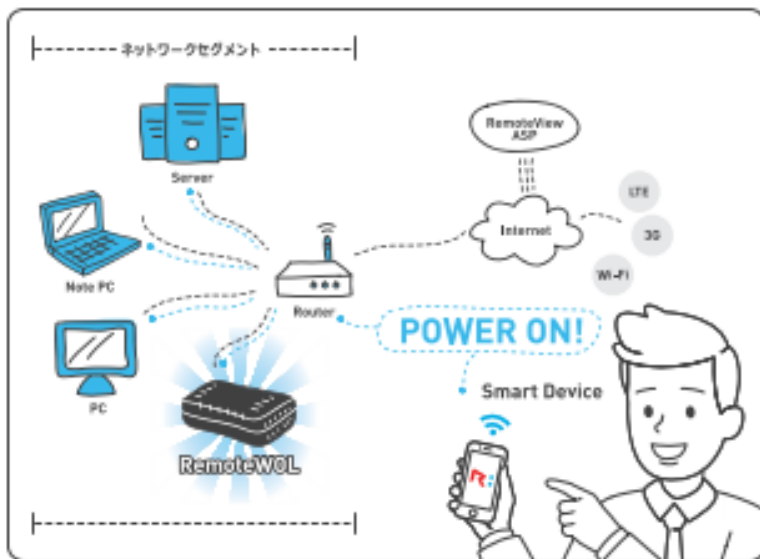 ネットワークセグメント
Server
RemoteView
ASP
LTE
Internet
3G
Wi-Fi
Note PC
Router
POWER ON!
PC
Smart Device
RemoteWOL
R: